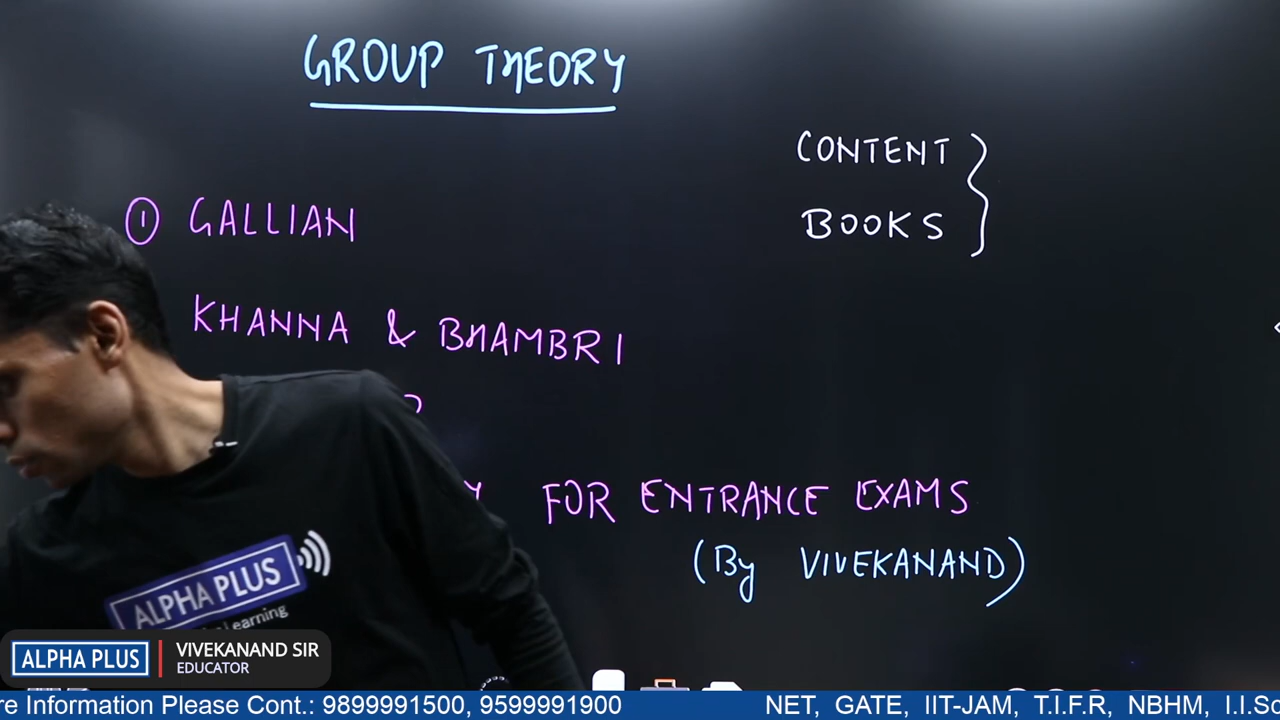 GROUP THEORY
CONTENT
BOOKS
① GALLIAN
KHANNA & BHAMBRI
FOR ENTRANCE EXAMS
(By VIVEKANAND)
ALPHA PLUS
ALPHA PLUS
VIVEKANAND SIR
EDUCATOR
re Information Please Cont.: 9899991500, 9599991900
NET, GATE, IIT-JAM, T.I.F.R, NBHM, I.I.Sc